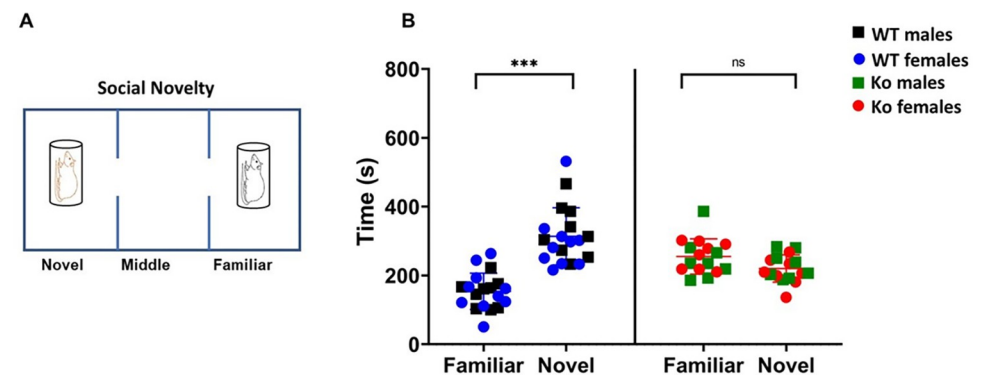 A
Social Novelty
Novel Middle Familiar
B
Time (s)
800
600
400
200
0
***
ns
Familiar Novel
Familiar Novel
WT males
WT females
Ko males
Ko females